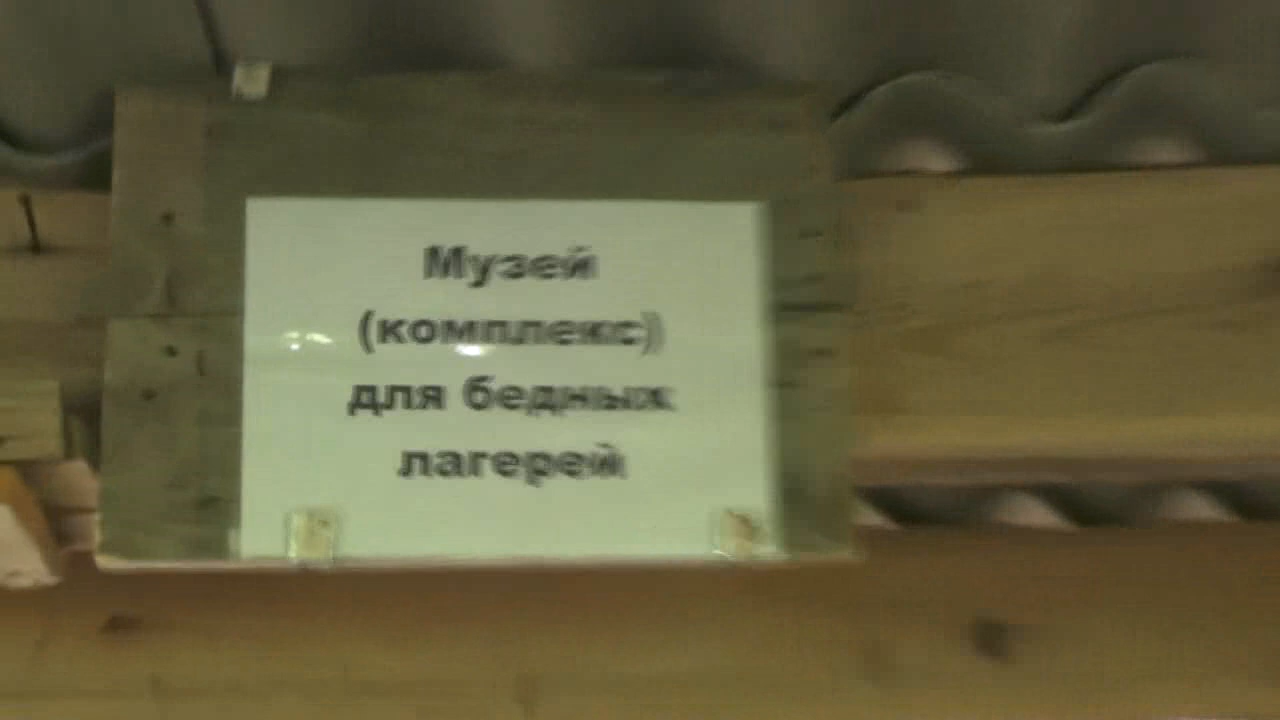 Музей
(комплекс)
для бедных
лагерей